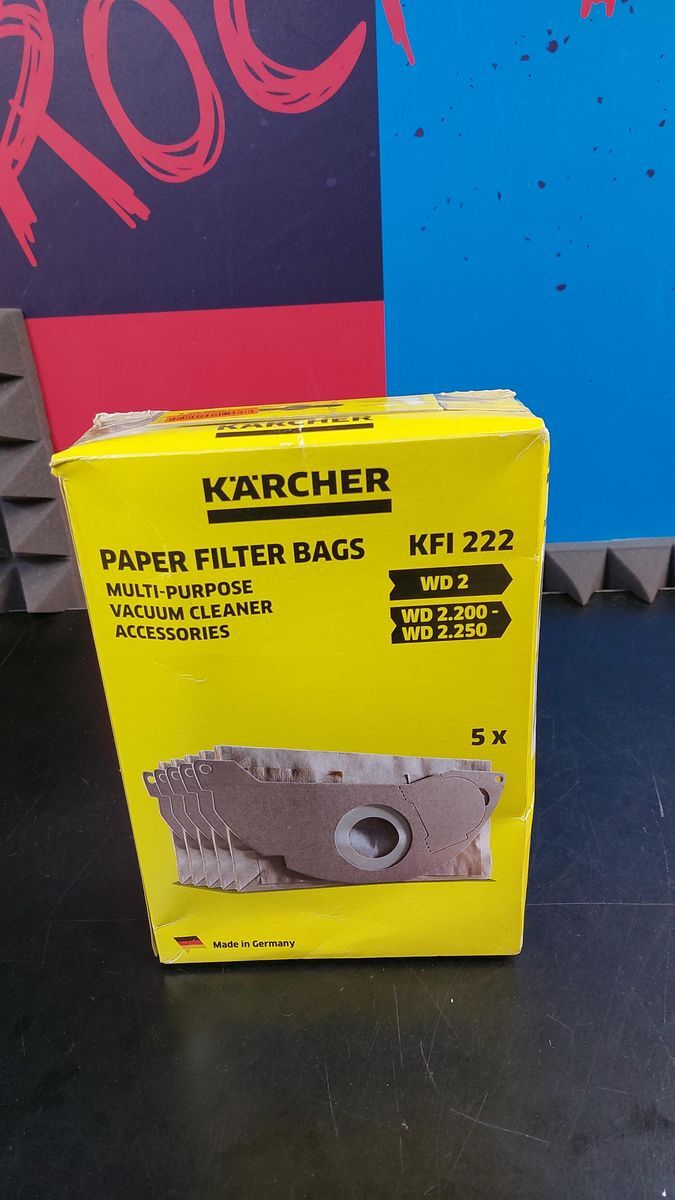 ROC
KÄRCHER
KÄRCHER
PAPER FILTER BAGS
KFI 222
MULTI-PURPOSE
VACUUM CLEANER
ACCESSORIES
WD 2
WD 2.200 -
WD 2.250
5 x
Made in Germany